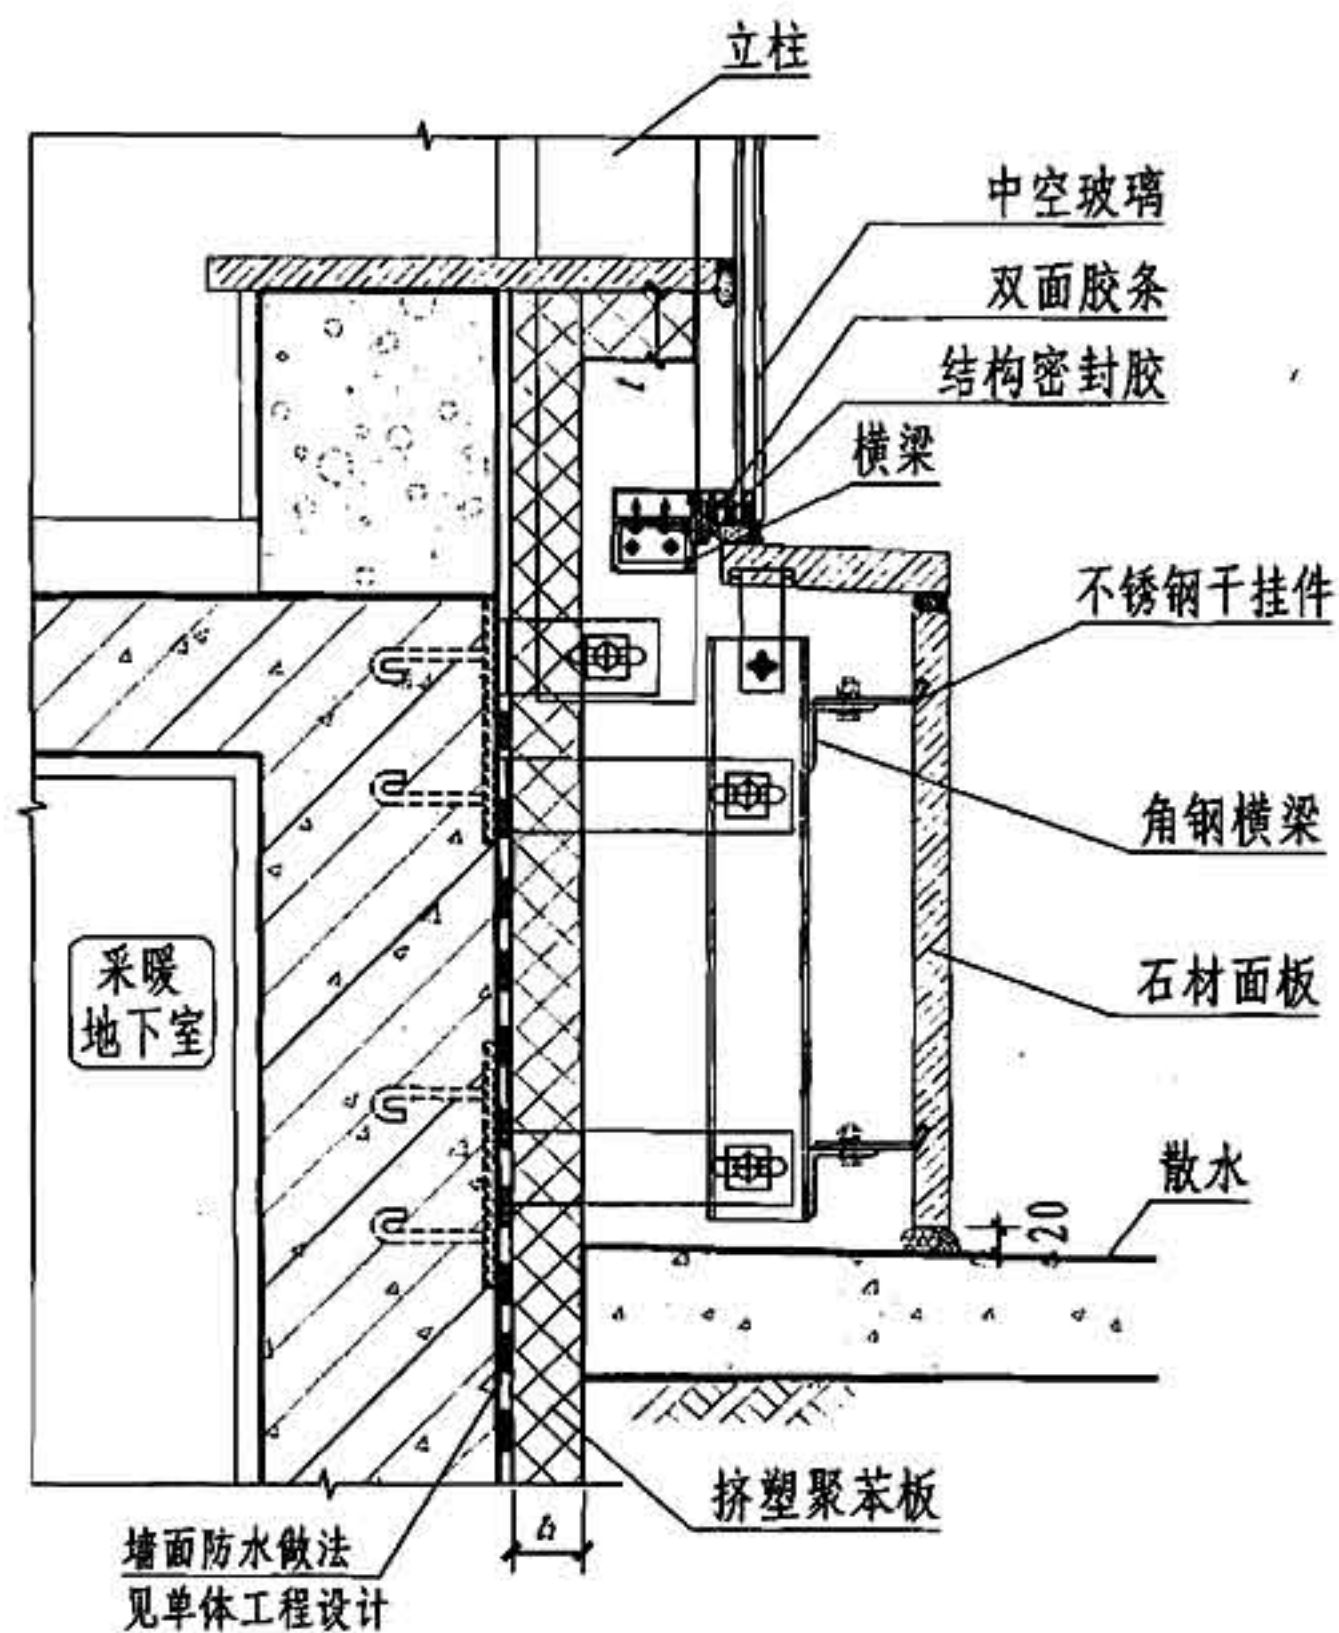 立柱
中空玻璃
双面胶条
结构密封胶
横梁
不锈钢干挂件
角钢横梁
采暖
地下室
石材面板
散水
20
挤塑聚苯板
h
墙面防水做法
见单体工程设计